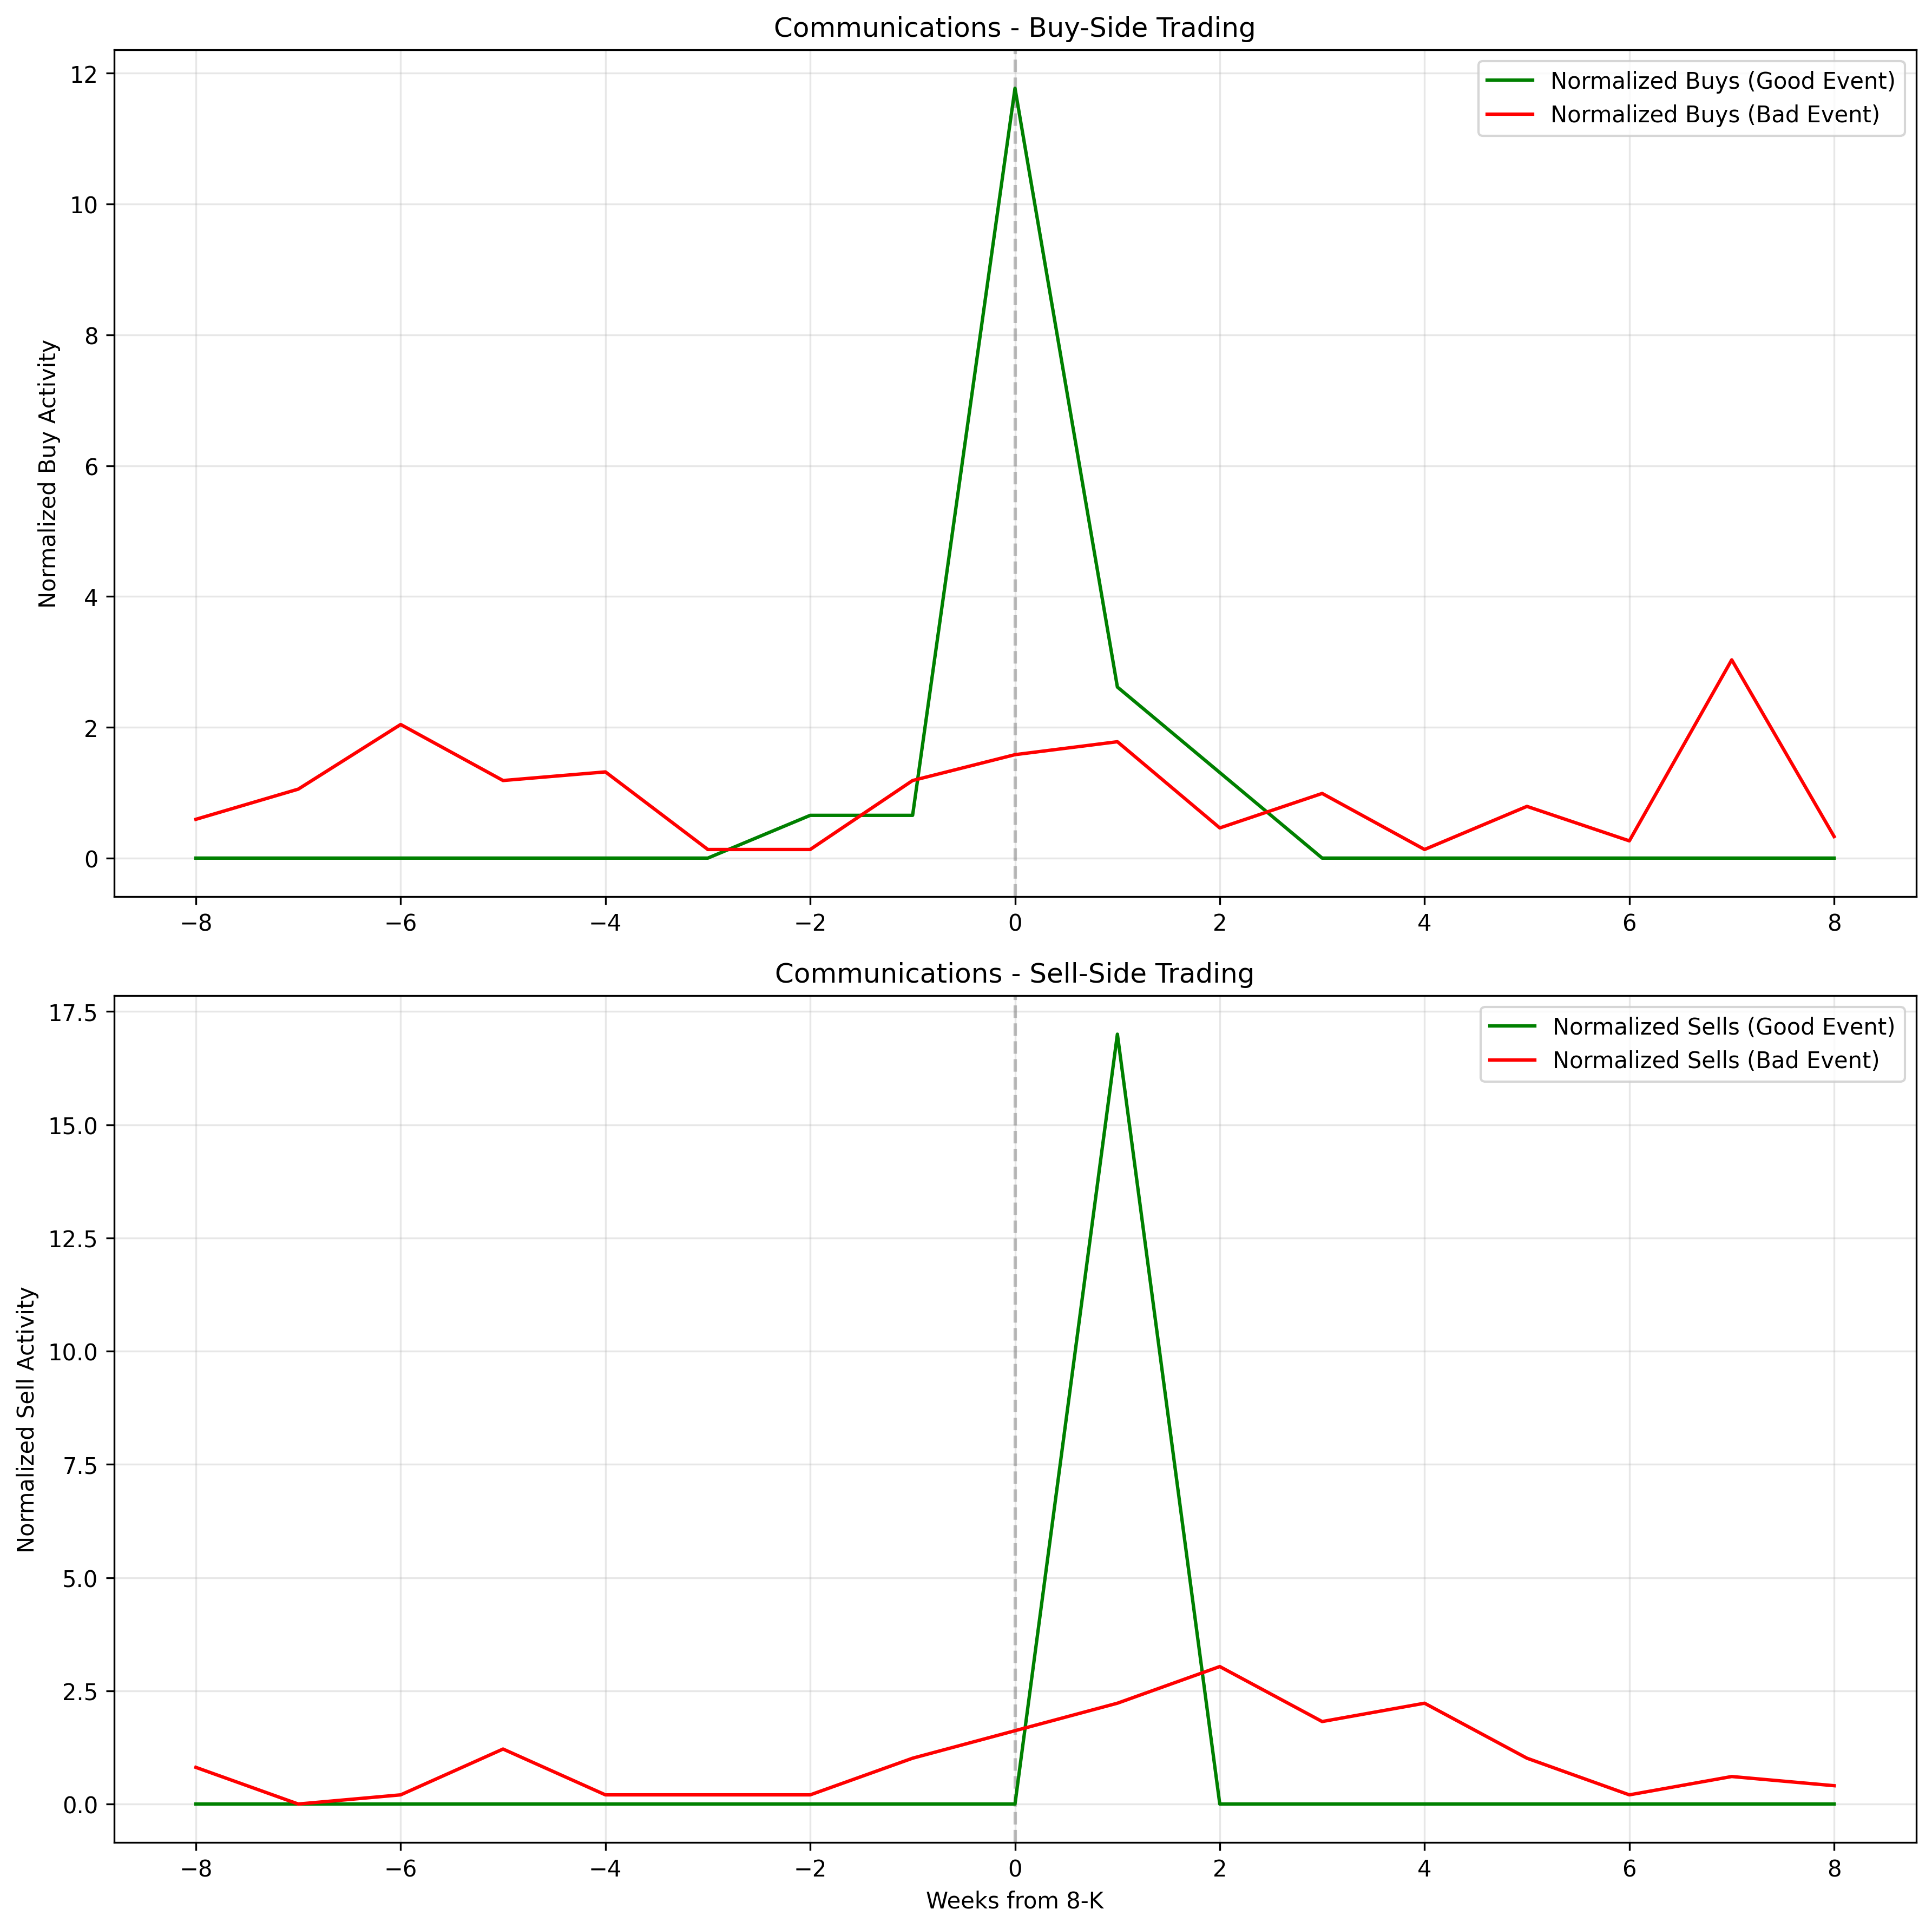 Communications - Buy-Side Trading
Normalized Buy Activity
12
10
8
6
4
2
0
Normalized Buys (Good Event)
Normalized Buys (Bad Event)
−8 −6 −4 −2 0 2 4 6 8
Communications - Sell-Side Trading
Normalized Sell Activity
17.5
15.0
12.5
10.0
7.5
5.0
2.5
0.0
Normalized Sells (Good Event)
Normalized Sells (Bad Event)
−8 −6 −4 −2 0 2 4 6 8
Weeks from 8-K